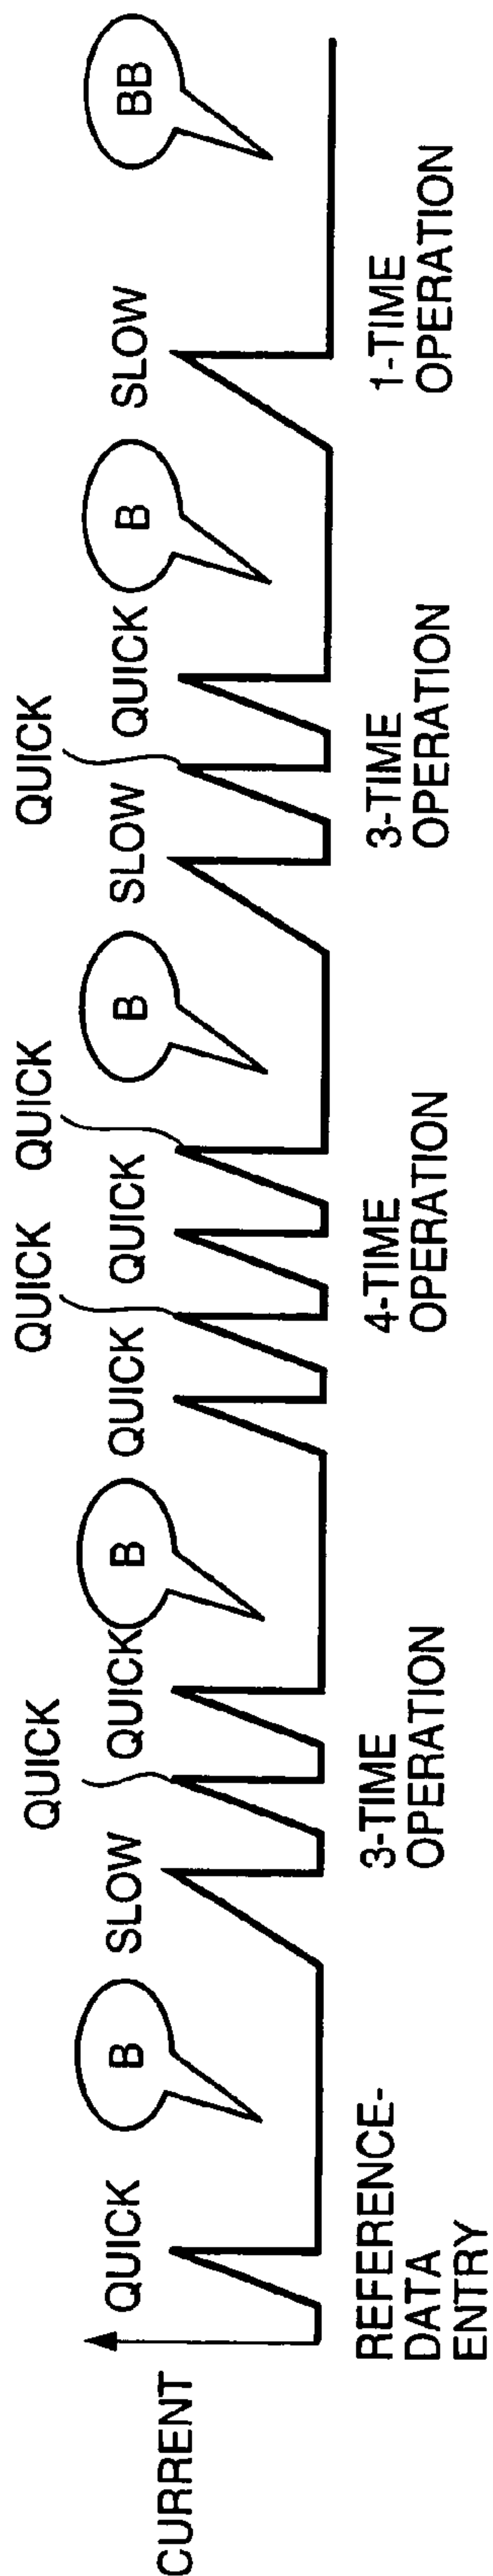 CURRENT
QUICK
B
SLOW
QUICK
QUICK
B
QUICK
QUICK
QUICK
QUICK
B
SLOW
QUICK
QUICK
B
SLOW
BB
REFERENCE-
DATA
ENTRY
3-TIME
OPERATION
4-TIME
OPERATION
3-TIME
OPERATION
1-TIME
OPERATION